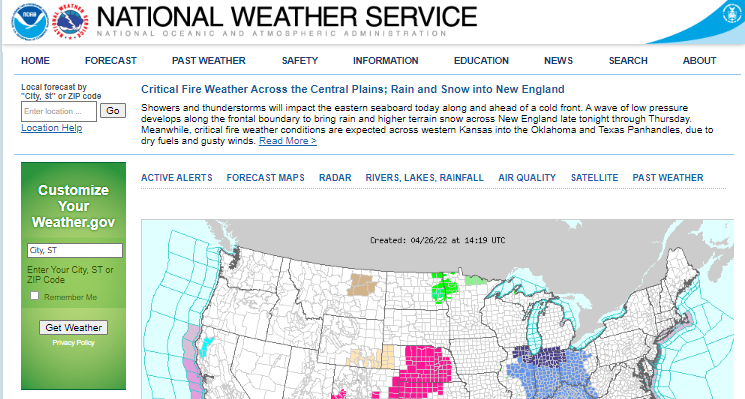 NOAA
NATIONAL WEATHER SERVICE
NATIONAL OCEANIC AND ATMOSPHERIC ADMINISTRATION
HOME FORECAST PAST WEATHER SAFETY INFORMATION EDUCATION NEWS SEARCH ABOUT
Local forecast by
"City, St" or ZIP code
Enter location ... Go
Location Help
Critical Fire Weather Across the Central Plains; Rain and Snow into New England
Showers and thunderstorms will impact the eastern seaboard today along and ahead of a cold front. A wave of low pressure
develops along the frontal boundary to bring rain and higher terrain snow across New England late tonight through Thursday.
Meanwhile, critical fire weather conditions are expected across western Kansas into the Oklahoma and Texas Panhandles, due to
dry fuels and gusty winds. Read More >
Customize
Your
Weather.gov
City, ST
Enter Your City, ST or
ZIP Code
Remember Me
Get Weather
Privacy Policy
ACTIVE ALERTS FORECAST MAPS RADAR RIVERS, LAKES, RAINFALL AIR QUALITY SATELLITE PAST WEATHER
Created: 04/26/22 at 14:19 UTC